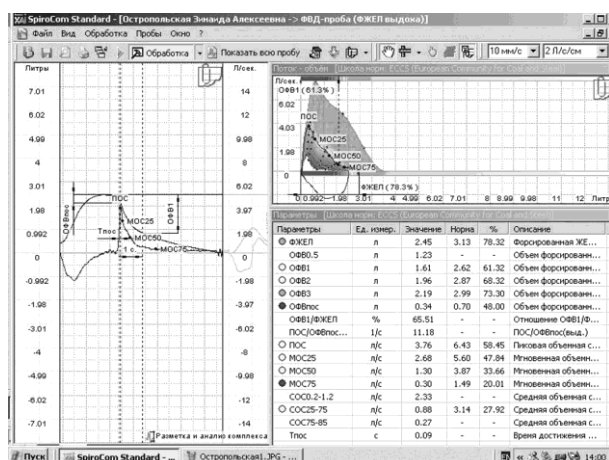 SpiroCom Standard - [Остропольская Зинаида Алексеевна -> ФВД-проба (ФЖЕЛ выдоха)]
Файл Вид Обработка Пробы Окно ?
Обработка Показать всю пробу 10 мм/с 2 Л/с/см
Литры Л/сек.
7.01 14
6.02 12
4.99 9.98
4 8
3.01 6.02
1.98 3.97
0.992 1.98
-0.992 -1.98
-1.98 -3.97
-3.01 -6.02
-4 -8
-4.99 -9.98
-6.02 -12
-7.01 -14
ОФВпос
ПОС
МОС25
Тпос МОС50
1 с. МОС75
ОФВ1
Разметка и анализ комплекса
Поток - объём Школа норм: ECCS (European Community for Coal and Steel)
Л/сек.
ОФВ1 (61.3%)
6.02
ПОС
4.03
МОС25
1.98 МОС50
МОС75
0
ФЖЕЛ (78.3%)
0 0.992 1.98 3.01 4 4.99 6.02 7.01 8 8.99 9.98 11 12 Литр
Параметры Школа норм: ECCS (European Community for Coal and Steel)
Параметры Ед. измер. Значение Норма % Описание
ФЖЕЛ л 2.45 3.13 78.32 Форсированная ЖЕ...
ОФВ0.5 л 1.23 - - Объем форсированн...
ОФВ1 л 1.61 2.62 61.32 Объем форсированн...
ОФВ2 л 1.96 2.87 68.32 Объем форсированн...
ОФВ3 л 2.19 2.99 73.30 Объем форсированн...
ОФВпос л 0.34 0.70 48.00 Объем форсированн...
ОФВ1/ФЖЕЛ % 65.51 - - Отношение ОФВ1/Ф...
ПОС/ОФВпос... 1/с 11.18 - - ПОС/ОФВпос(выд.)
ПОС л/с 3.76 6.43 58.45 Пиковая объемная с...
МОС25 л/с 2.68 5.60 47.84 Мгновенная объемн...
МОС50 л/с 1.30 3.87 33.66 Мгновенная объемн...
МОС75 л/с 0.30 1.49 20.01 Мгновенная объемн...
СОС0.2-1.2 л/с 2.33 - - Средняя объемная с...
СОС25-75 л/с 0.88 3.14 27.92 Средняя объемная с...
СОС75-85 л/с 0.27 - - Средняя объемная с...
Тпос с 0.09 - - Время достижения ...
Пуск SpiroCom Standard - ... Остропольская1.JPG - ... 14:00